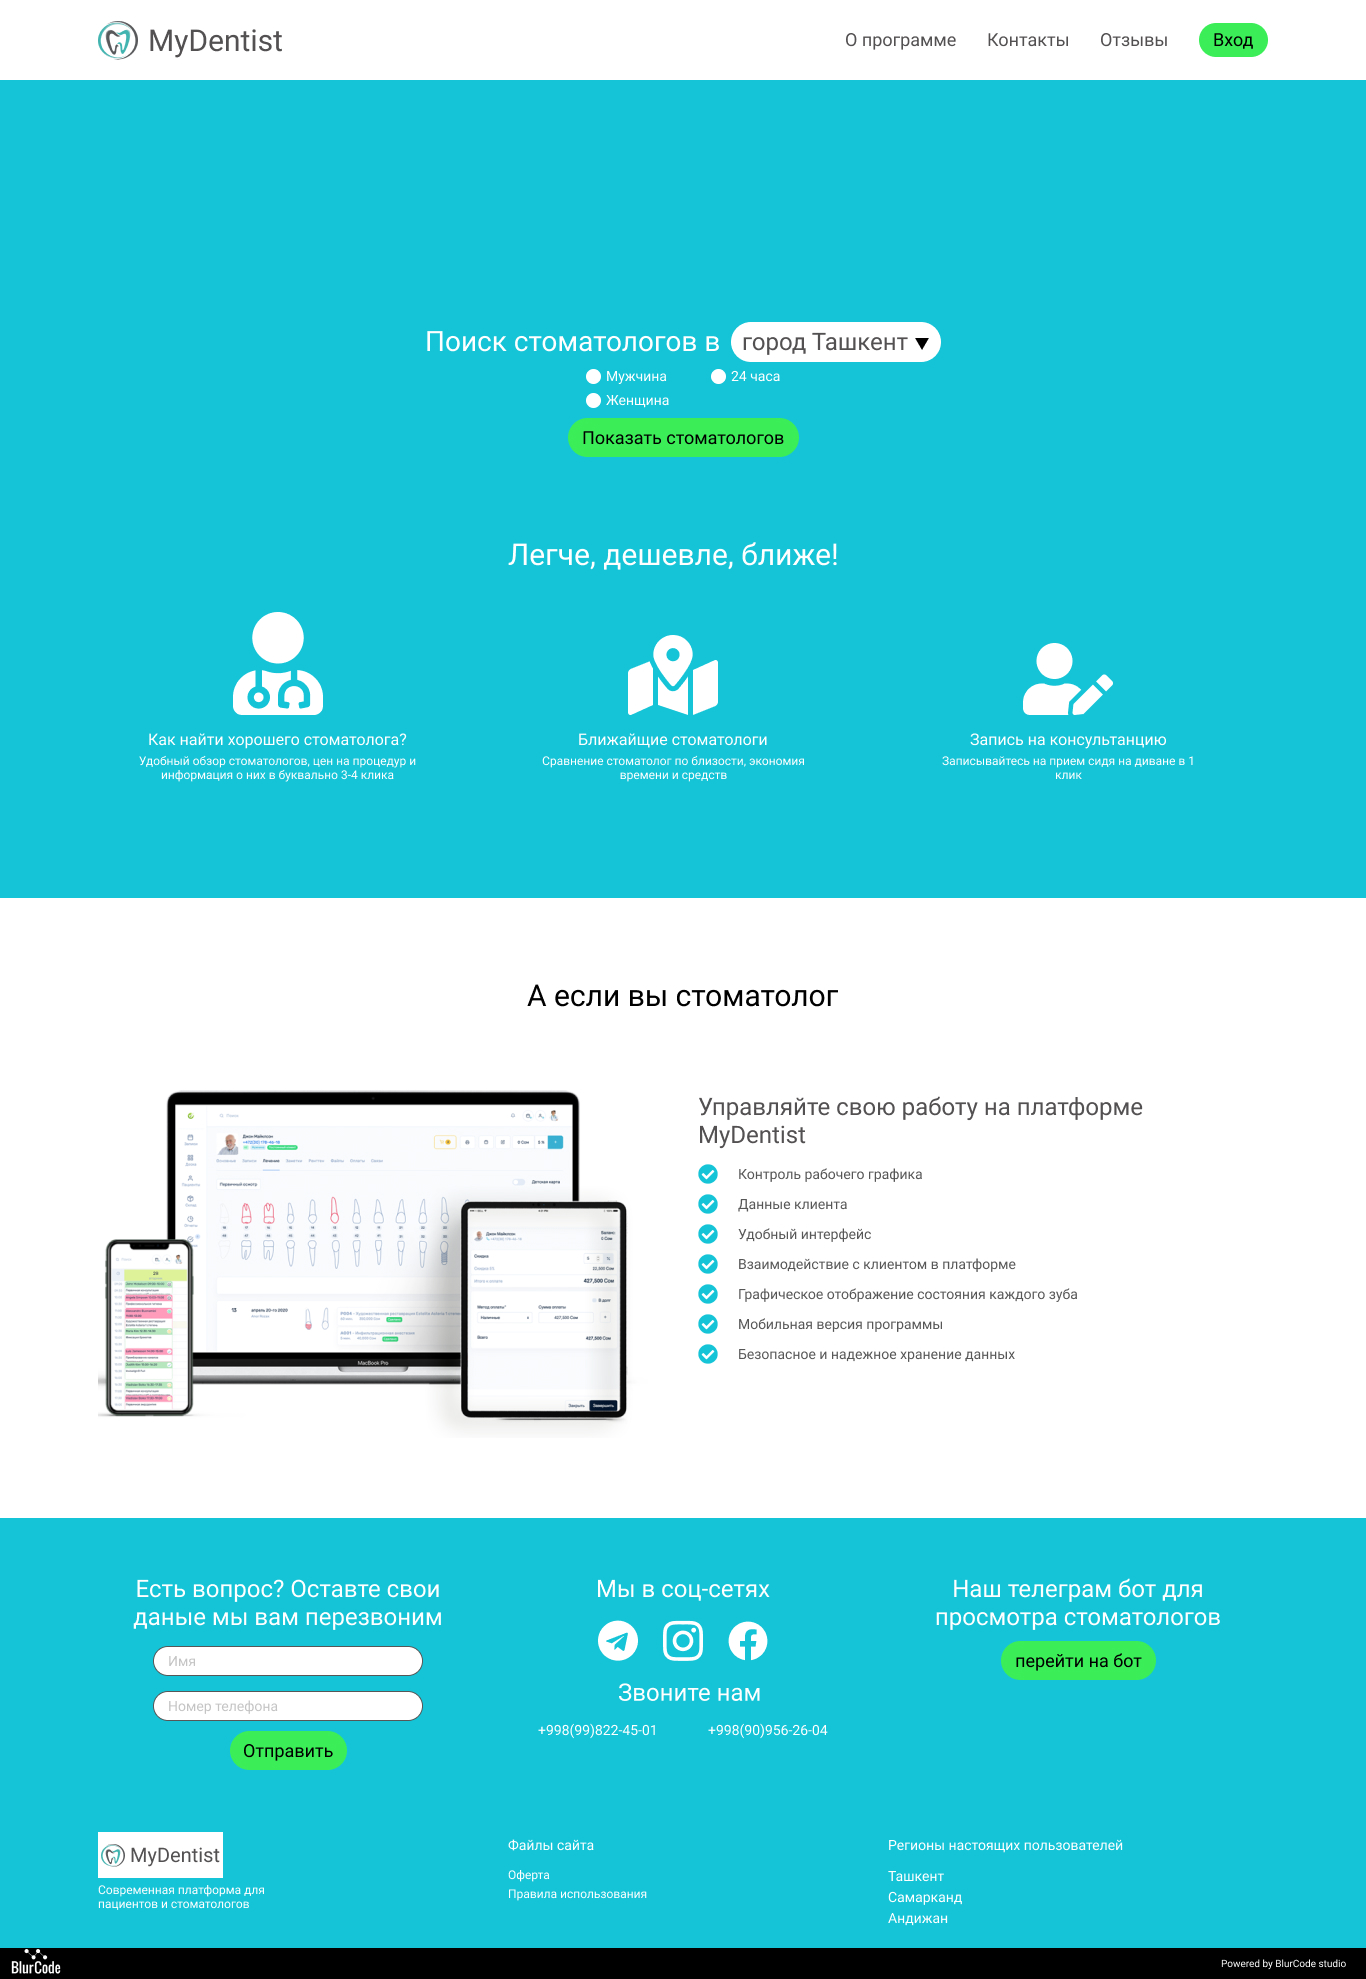 MyDentist
О программе
Контакты
Отзывы
Вход
Поиск стоматологов в
город Ташкент
Мужчина
24 часа
Женщина
Показать стоматологов
Легче, дешевле, ближе!
Как найти хорошего стоматолога?
Удобный обзор стоматологов, цен на процедур и
информация о них в буквально 3-4 клика
Ближайщие стоматологи
Сравнение стоматолог по близости, экономия
времени и средств
Запись на консультанцию
Записывайтесь на прием сидя на диване в 1
клик
А если вы стоматолог
MacBook Pro
Управляйте свою работу на платформе
MyDentist
Контроль рабочего графика
Данные клиента
Удобный интерфейс
Взаимодействие с клиентом в платформе
Графическое отображение состояния каждого зуба
Мобильная версия программы
Безопасное и надежное хранение данных
Есть вопрос? Оставте свои
даные мы вам перезвоним
Имя
Номер телефона
Отправить
Мы в соц-сетях
Звоните нам
+998(99)822-45-01
+998(90)956-26-04
Наш телеграм бот для
просмотра стоматологов
перейти на бот
MyDentist
Современная платформа для
пациентов и стоматологов
Файлы сайта
Оферта
Правила использования
Регионы настоящих пользователей
Ташкент
Самарканд
Андижан
BlurCode
Powered by BlurCode studio